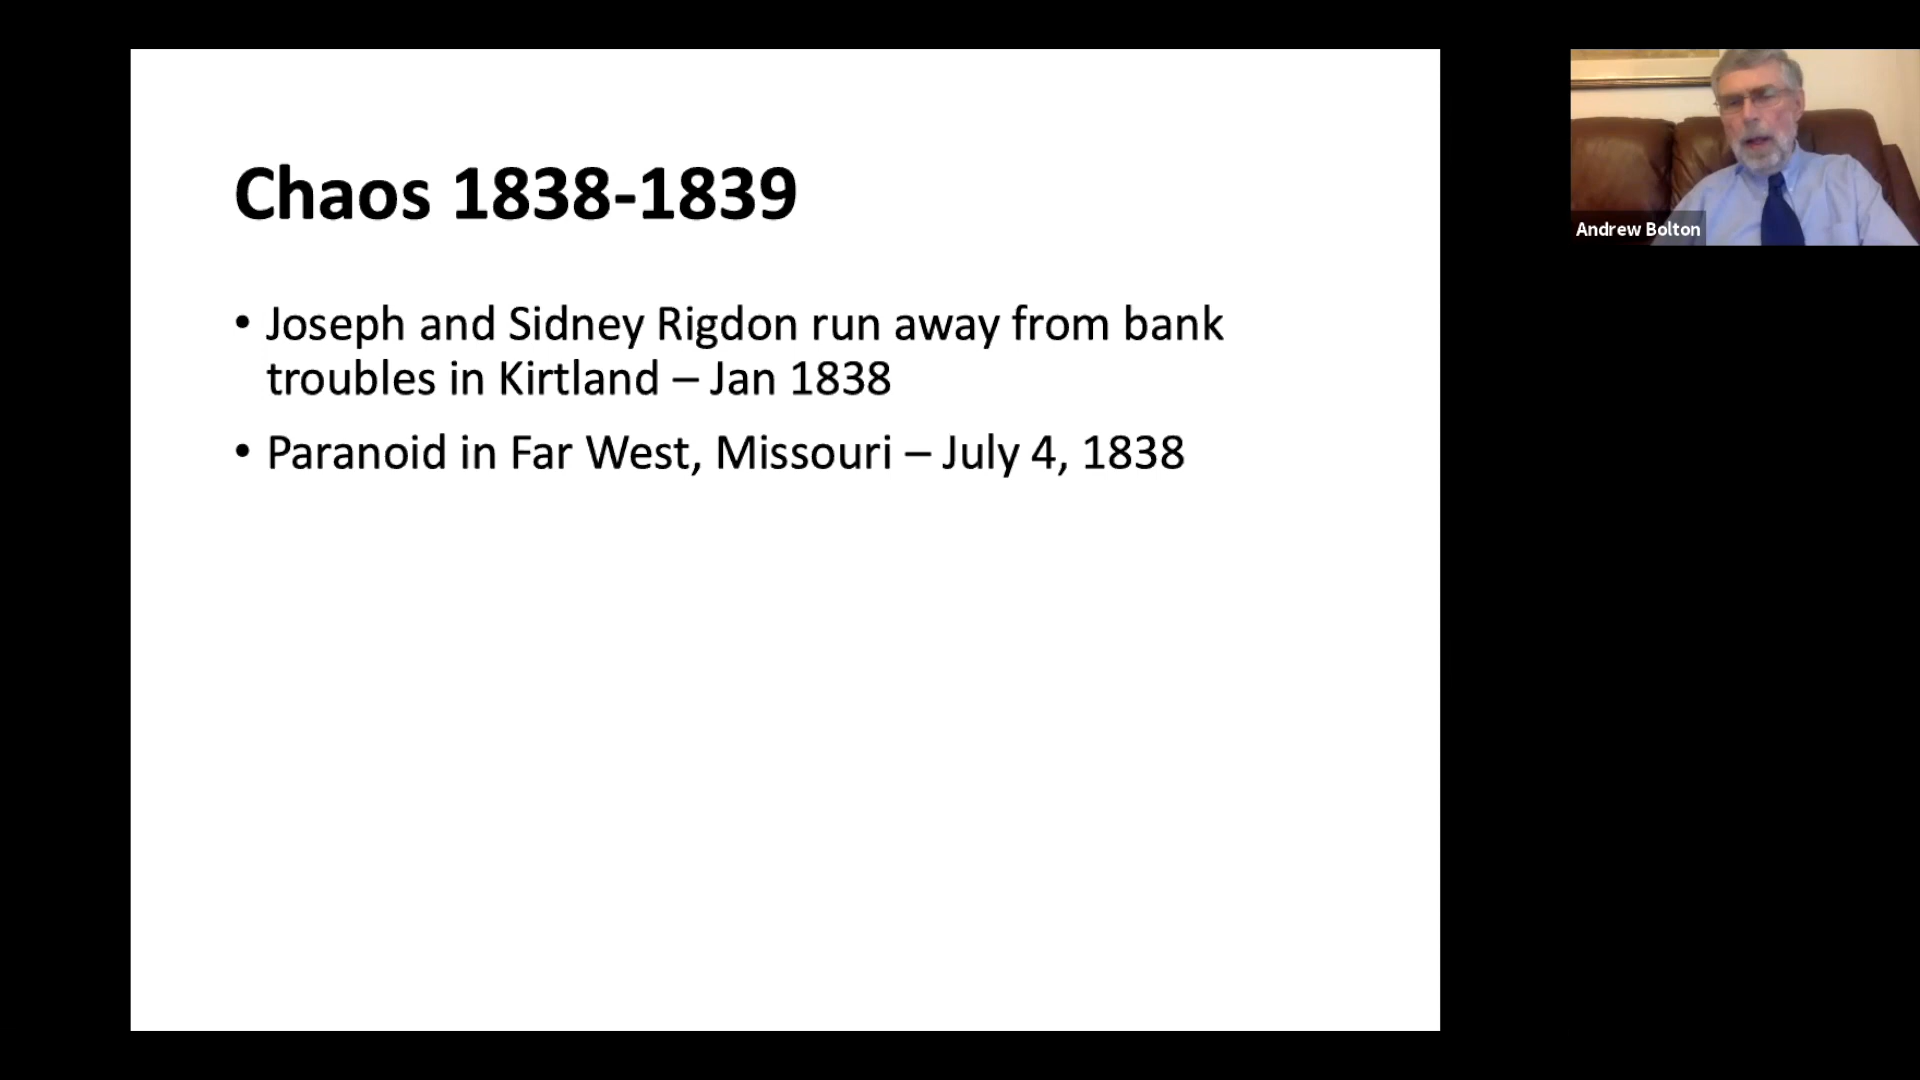 Chaos 1838-1839
• Joseph and Sidney Rigdon run away from bank
troubles in Kirtland – Jan 1838
• Paranoid in Far West, Missouri – July 4, 1838
Andrew Bolton